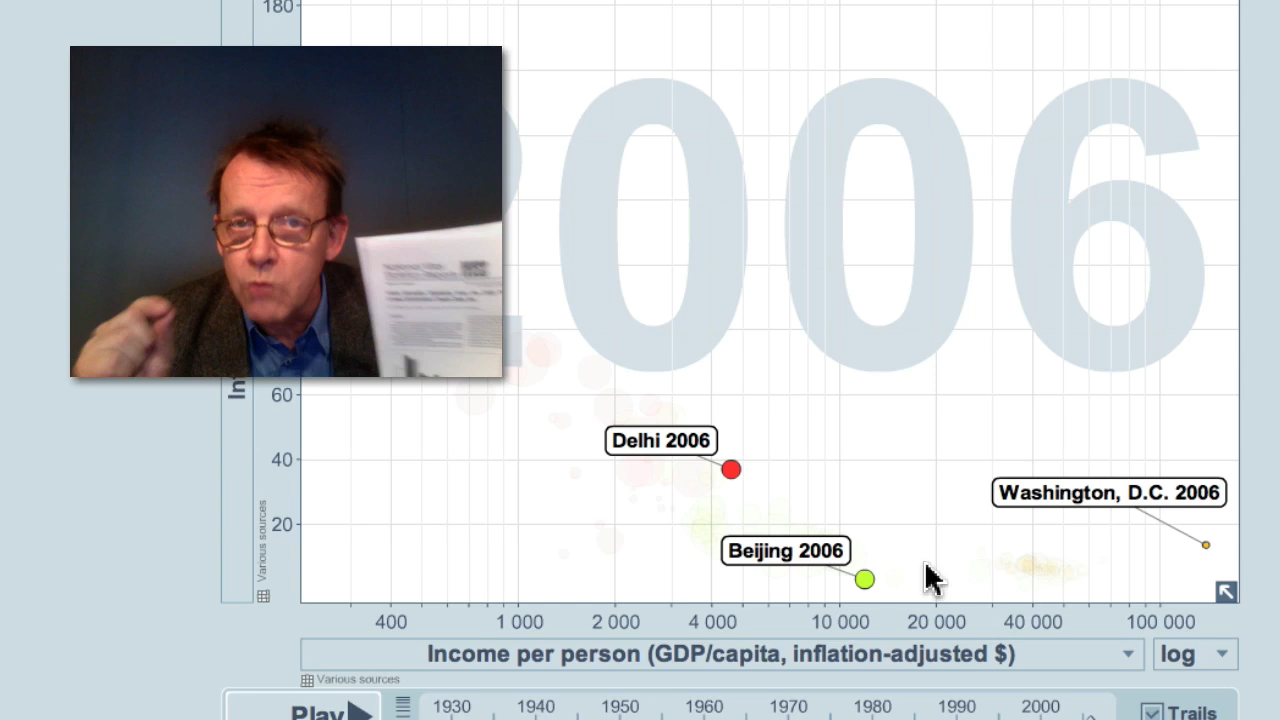 180
2006
In
60
40
20
Various sources
Delhi 2006
Washington, D.C. 2006
Beijing 2006
400
1 000
2 000
4 000
10 000
20 000
40 000
100 000
Income per person (GDP/capita, inflation-adjusted $)
log
Various sources
Play
1930
1940
1950
1960
1970
1980
1990
2000
Trails